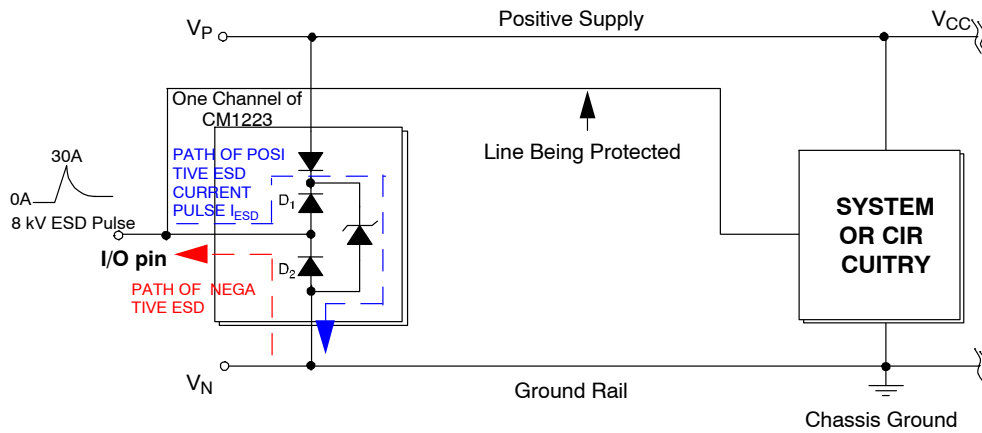 V_P
Positive Supply
V_CC
One Channel of
CM1223
PATH OF POSI
TIVE ESD
CURRENT
PULSE I_ESD
D_1
D_2
30A
0A
8 kV ESD Pulse
I/O pin
PATH OF NEGA
TIVE ESD
Line Being Protected
SYSTEM
OR CIR
CUITRY
V_N
Ground Rail
Chassis Ground